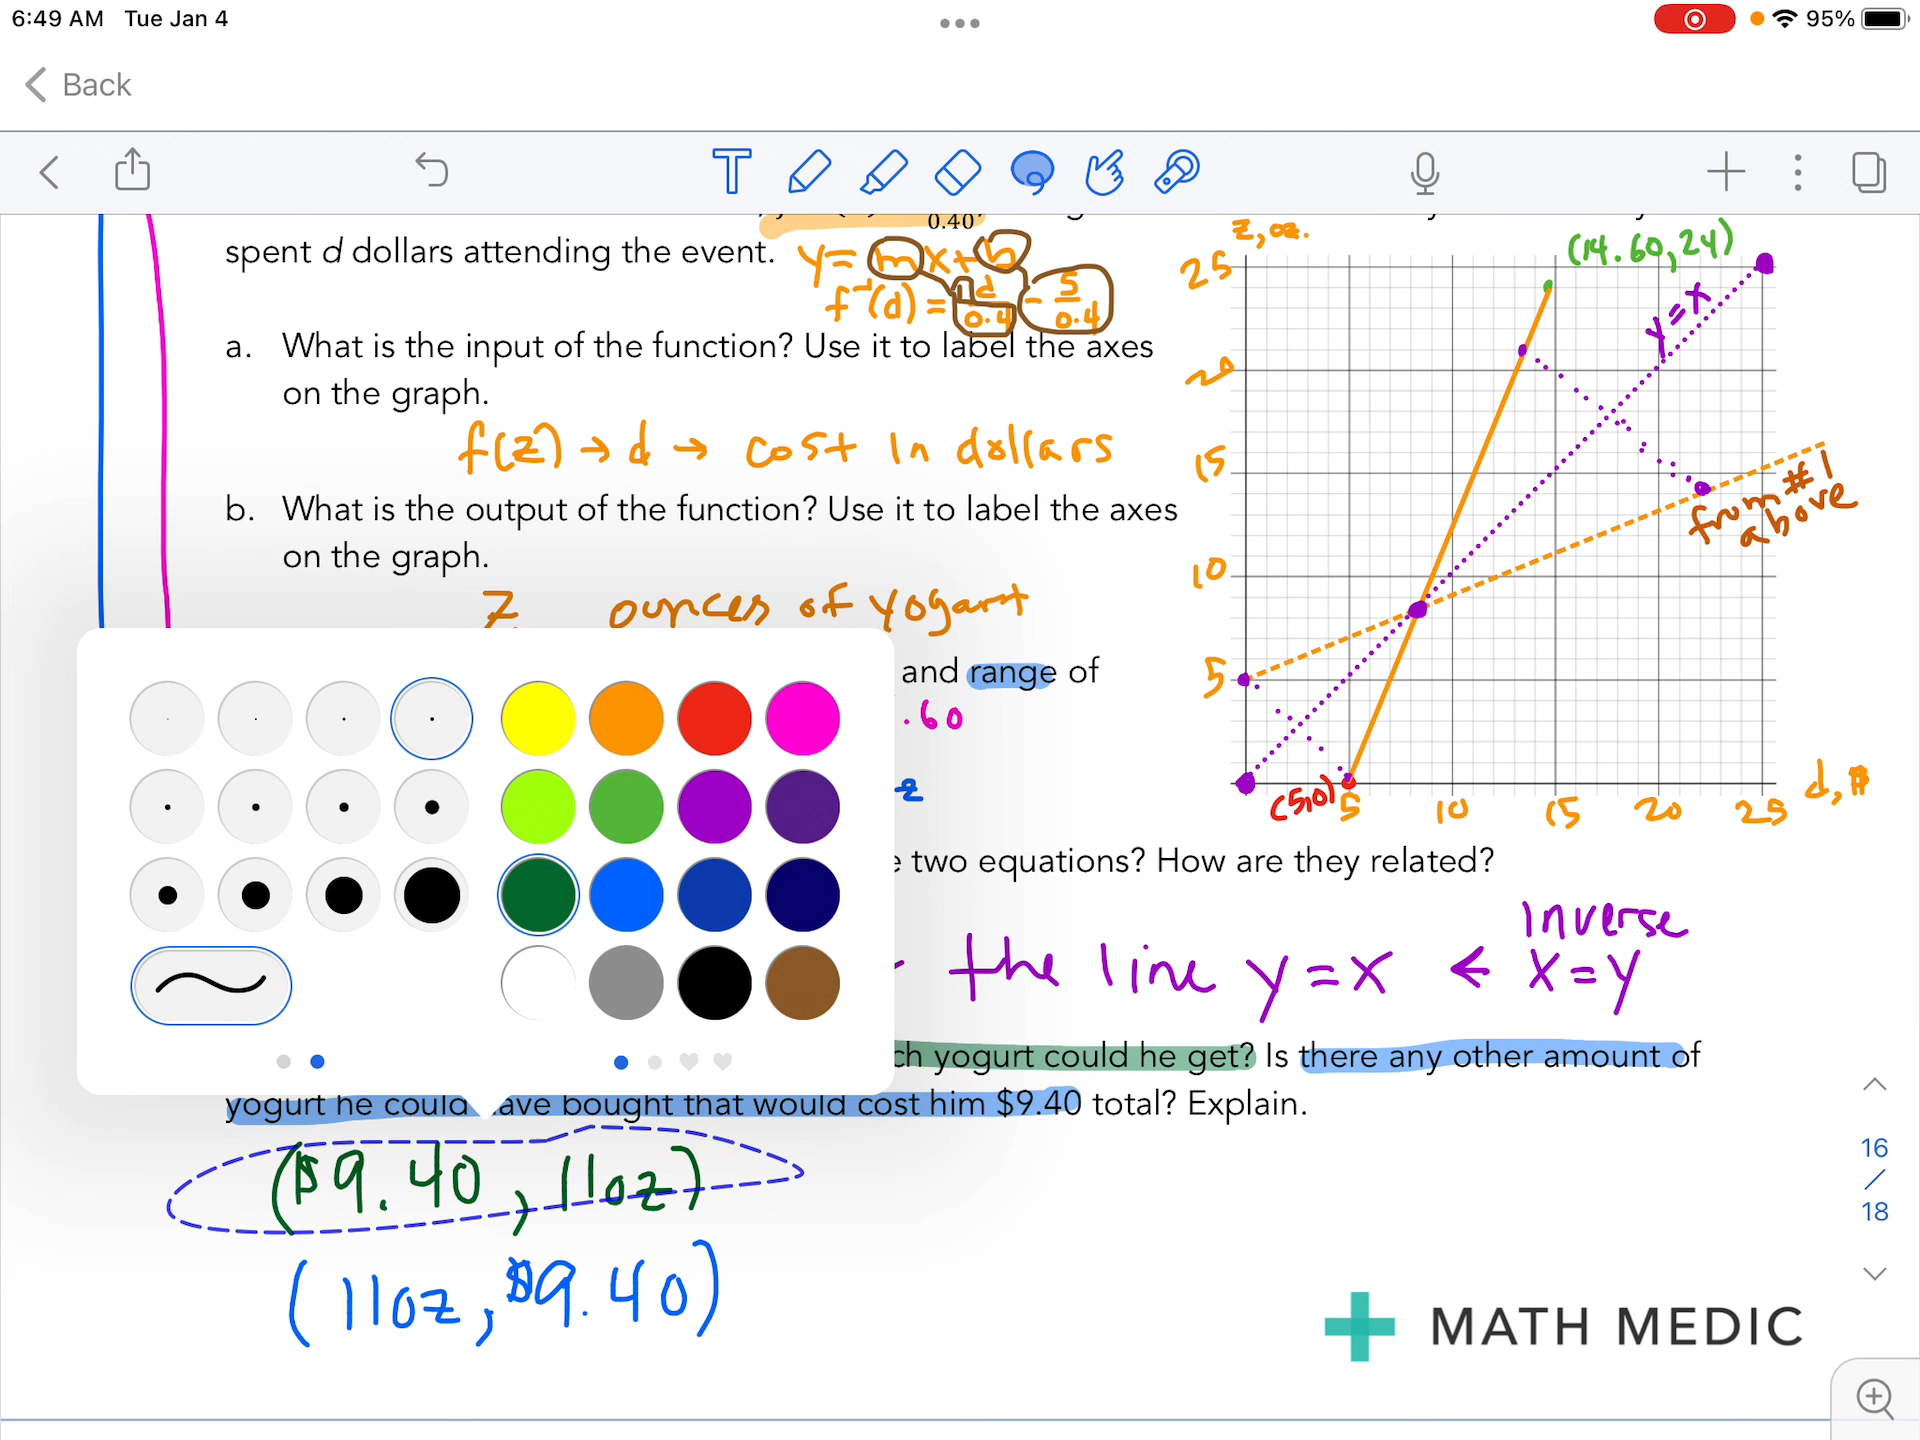 6:49 AM Tue Jan 4
95%
Back
0.40
spent d dollars attending the event.
y = mx + b
f⁻¹(d) = 1d/0.4 - 5/0.4
a. What is the input of the function? Use it to label the axes
on the graph.
f(z) → d → cost in dollars
b. What is the output of the function? Use it to label the axes
on the graph.
z ounces of yogart
and range of
.60
z
z, oz.
25
20
15
10
5
(14.60, 24)
y=x
from #1
above
(5,0)
5 10 15 20 25
d, $
e two equations? How are they related?
the line y = x ← inverse
x = y
ch yogurt could he get? Is there any other amount of
yogurt he could have bought that would cost him $9.40 total? Explain.
($9.40, 11oz)
(11oz, $9.40)
16
/
18
MATH MEDIC